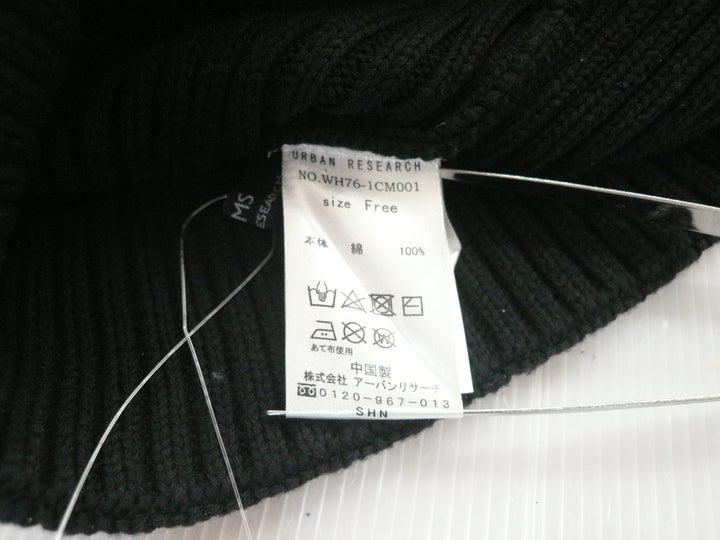 URBAN RESEARCH
NO.WH76-1CM001
size Free
本体 綿 100%
あて布使用
中国製
株式会社 アーバンリサーチ
0120-967-013
SHN
MS
ESEARCH